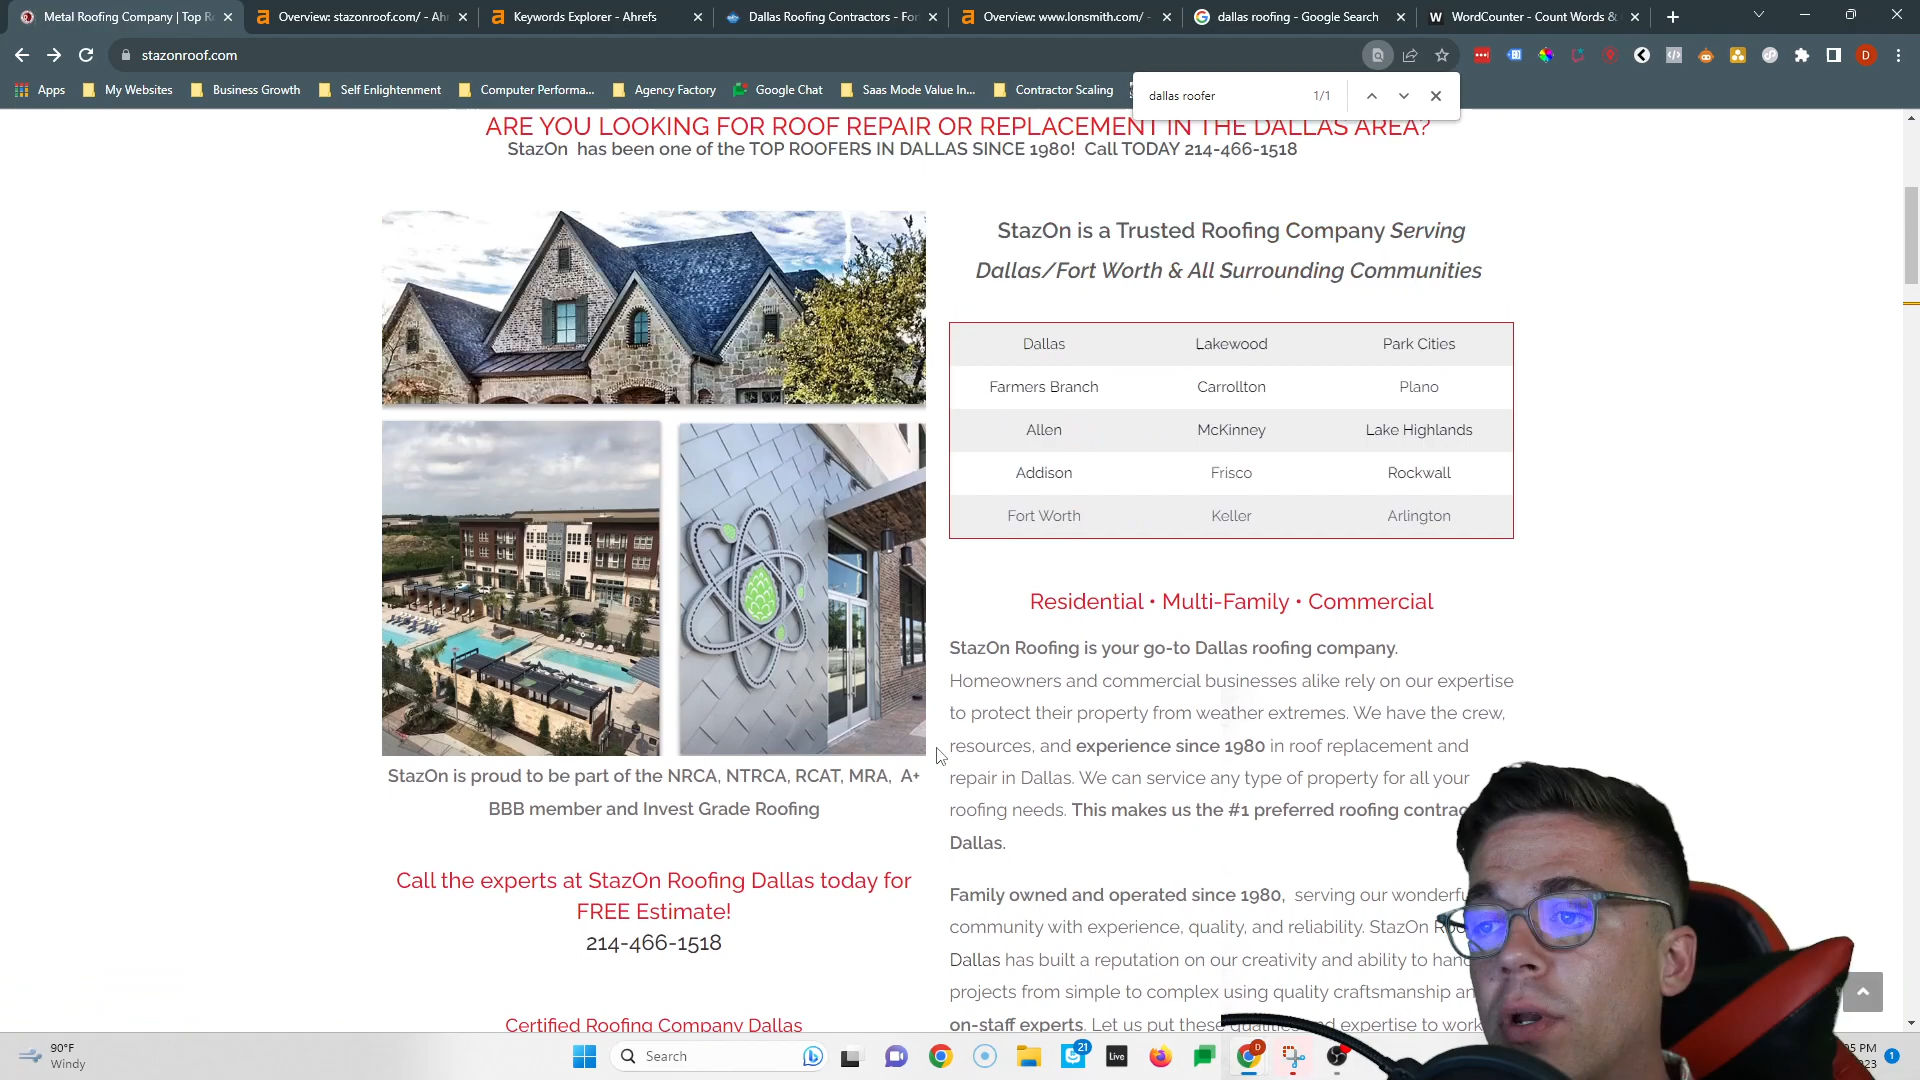 Metal Roofing Company | Top R
Overview: stazonroof.com/ - Ah
Keywords Explorer - Ahrefs
Dallas Roofing Contractors - For
Overview: www.lonsmith.com/ -
dallas roofing - Google Search
WordCounter - Count Words &
stazonroof.com
D
Apps
My Websites
Business Growth
Self Enlightenment
Computer Performa...
Agency Factory
Google Chat
Saas Mode Value In...
Contractor Scaling
dallas roofer
1/1
ARE YOU LOOKING FOR ROOF REPAIR OR REPLACEMENT IN THE DALLAS AREA?
StazOn has been one of the TOP ROOFERS IN DALLAS SINCE 1980! Call TODAY 214-466-1518
StazOn is a Trusted Roofing Company Serving
Dallas/Fort Worth & All Surrounding Communities
Dallas Lakewood Park Cities
Farmers Branch Carrollton Plano
Allen McKinney Lake Highlands
Addison Frisco Rockwall
Fort Worth Keller Arlington
Residential • Multi-Family • Commercial
StazOn Roofing is your go-to Dallas roofing company.
Homeowners and commercial businesses alike rely on our expertise
to protect their property from weather extremes. We have the crew,
resources, and experience since 1980 in roof replacement and
repair in Dallas. We can service any type of property for all your
roofing needs. This makes us the #1 preferred roofing contrac
Dallas.
Family owned and operated since 1980, serving our wonderfu
community with experience, quality, and reliability. StazOn Roo
Dallas has built a reputation on our creativity and ability to hand
projects from simple to complex using quality craftsmanship an
on-staff experts. Let us put these qualities and expertise to work
StazOn is proud to be part of the NRCA, NTRCA, RCAT, MRA, A+
BBB member and Invest Grade Roofing
Call the experts at StazOn Roofing Dallas today for
FREE Estimate!
214-466-1518
Certified Roofing Company Dallas
90°F
Windy
Search
21
Live
D
05 PM
023
1